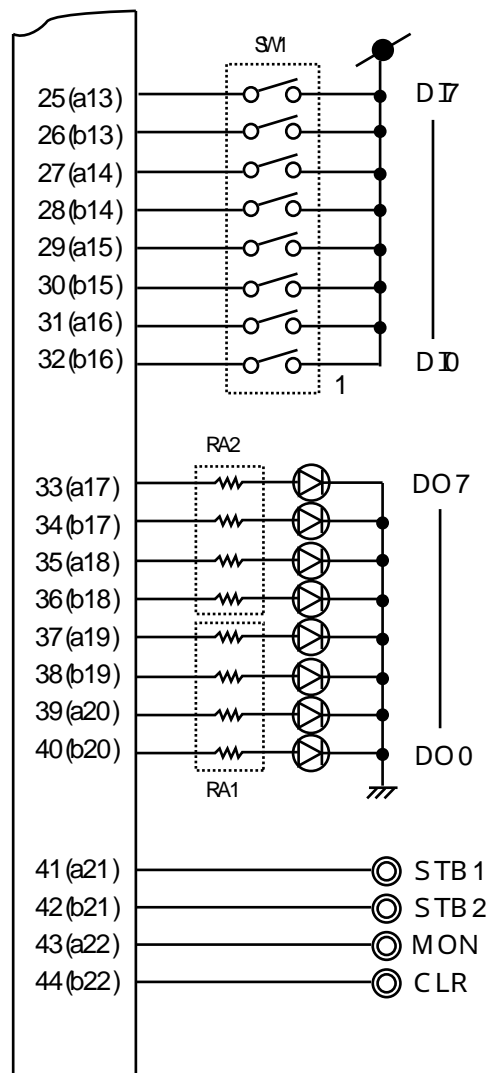 SW1
25(a13) DI7
26(b13)
27(a14)
28(b14)
29(a15)
30(b15)
31(a16)
32(b16) DI0
1
RA2
33(a17) DO7
34(b17)
35(a18)
36(b18)
37(a19)
38(b19)
39(a20)
40(b20) DO0
RA1
41(a21) STB1
42(b21) STB2
43(a22) MON
44(b22) CLR